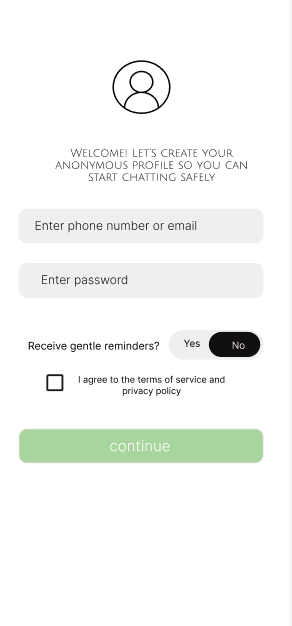 Welcome! Let's create your
anonymous profile so you can
start chatting safely
Enter phone number or email
Enter password
Receive gentle reminders? Yes No
I agree to the terms of service and
privacy policy
continue